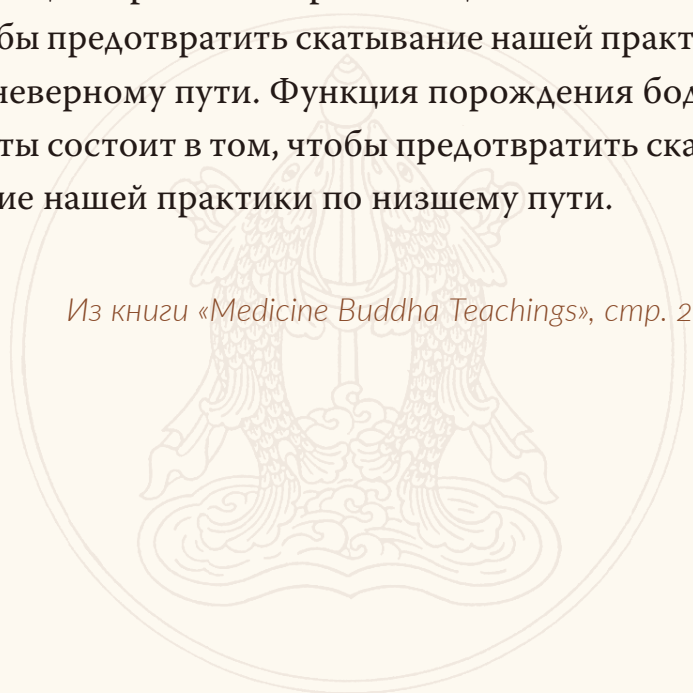 бы предотвратить скатывание нашей практ
неверному пути. Функция порождения бод
ты состоит в том, чтобы предотвратить ска
ие нашей практики по низшему пути.
Из книги «Medicine Buddha Teachings», стр. 2